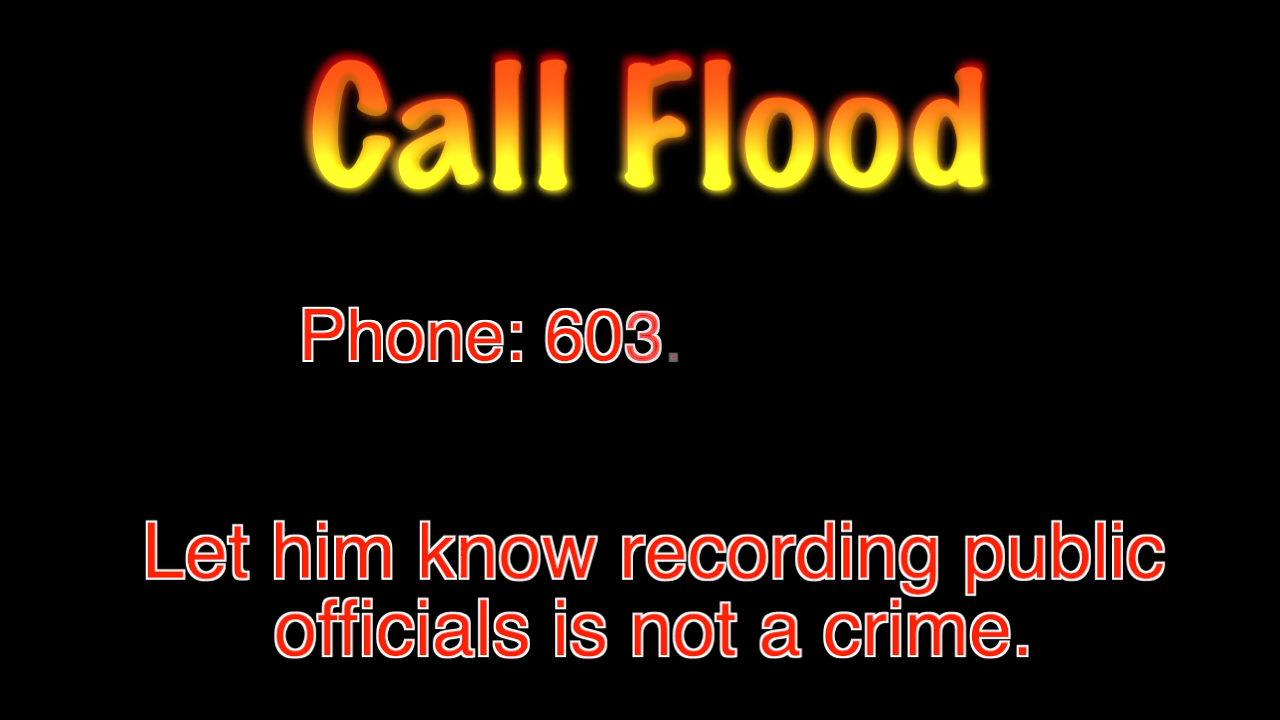 Call Flood
Phone: 603.
Let him know recording public
officials is not a crime.